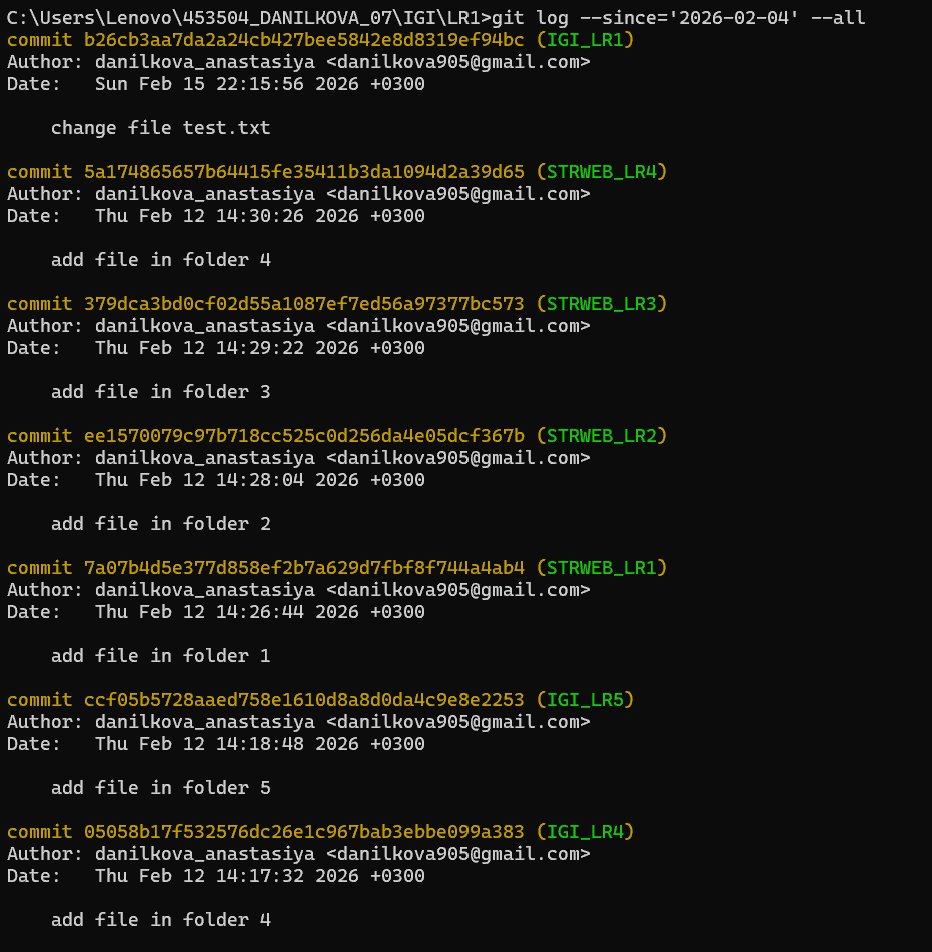 C:\Users\Lenovo\453504_DANILKOVA_07\IGI\LR1>git log --since='2026-02-04' --all
commit b26cb3aa7da2a24cb427bee5842e8d8319ef94bc (IGI_LR1)
Author: danilkova_anastasiya <danilkova905@gmail.com>
Date:   Sun Feb 15 22:15:56 2026 +0300
    change file test.txt
commit 5a174865657b64415fe35411b3da1094d2a39d65 (STRWEB_LR4)
Author: danilkova_anastasiya <danilkova905@gmail.com>
Date:   Thu Feb 12 14:30:26 2026 +0300
    add file in folder 4
commit 379dca3bd0cf02d55a1087ef7ed56a97377bc573 (STRWEB_LR3)
Author: danilkova_anastasiya <danilkova905@gmail.com>
Date:   Thu Feb 12 14:29:22 2026 +0300
    add file in folder 3
commit ee1570079c97b718cc525c0d256da4e05dcf367b (STRWEB_LR2)
Author: danilkova_anastasiya <danilkova905@gmail.com>
Date:   Thu Feb 12 14:28:04 2026 +0300
    add file in folder 2
commit 7a07b4d5e377d858ef2b7a629d7fbf8f744a4ab4 (STRWEB_LR1)
Author: danilkova_anastasiya <danilkova905@gmail.com>
Date:   Thu Feb 12 14:26:44 2026 +0300
    add file in folder 1
commit ccf05b5728aaed758e1610d8a8d0da4c9e8e2253 (IGI_LR5)
Author: danilkova_anastasiya <danilkova905@gmail.com>
Date:   Thu Feb 12 14:18:48 2026 +0300
    add file in folder 5
commit 05058b17f532576dc26e1c967bab3ebbe099a383 (IGI_LR4)
Author: danilkova_anastasiya <danilkova905@gmail.com>
Date:   Thu Feb 12 14:17:32 2026 +0300
    add file in folder 4